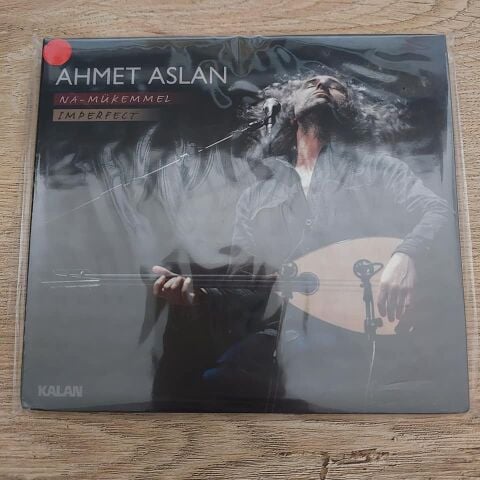 AHMET ASLAN
NA-MÜKEMMEL
IMPERFECT
KALAN